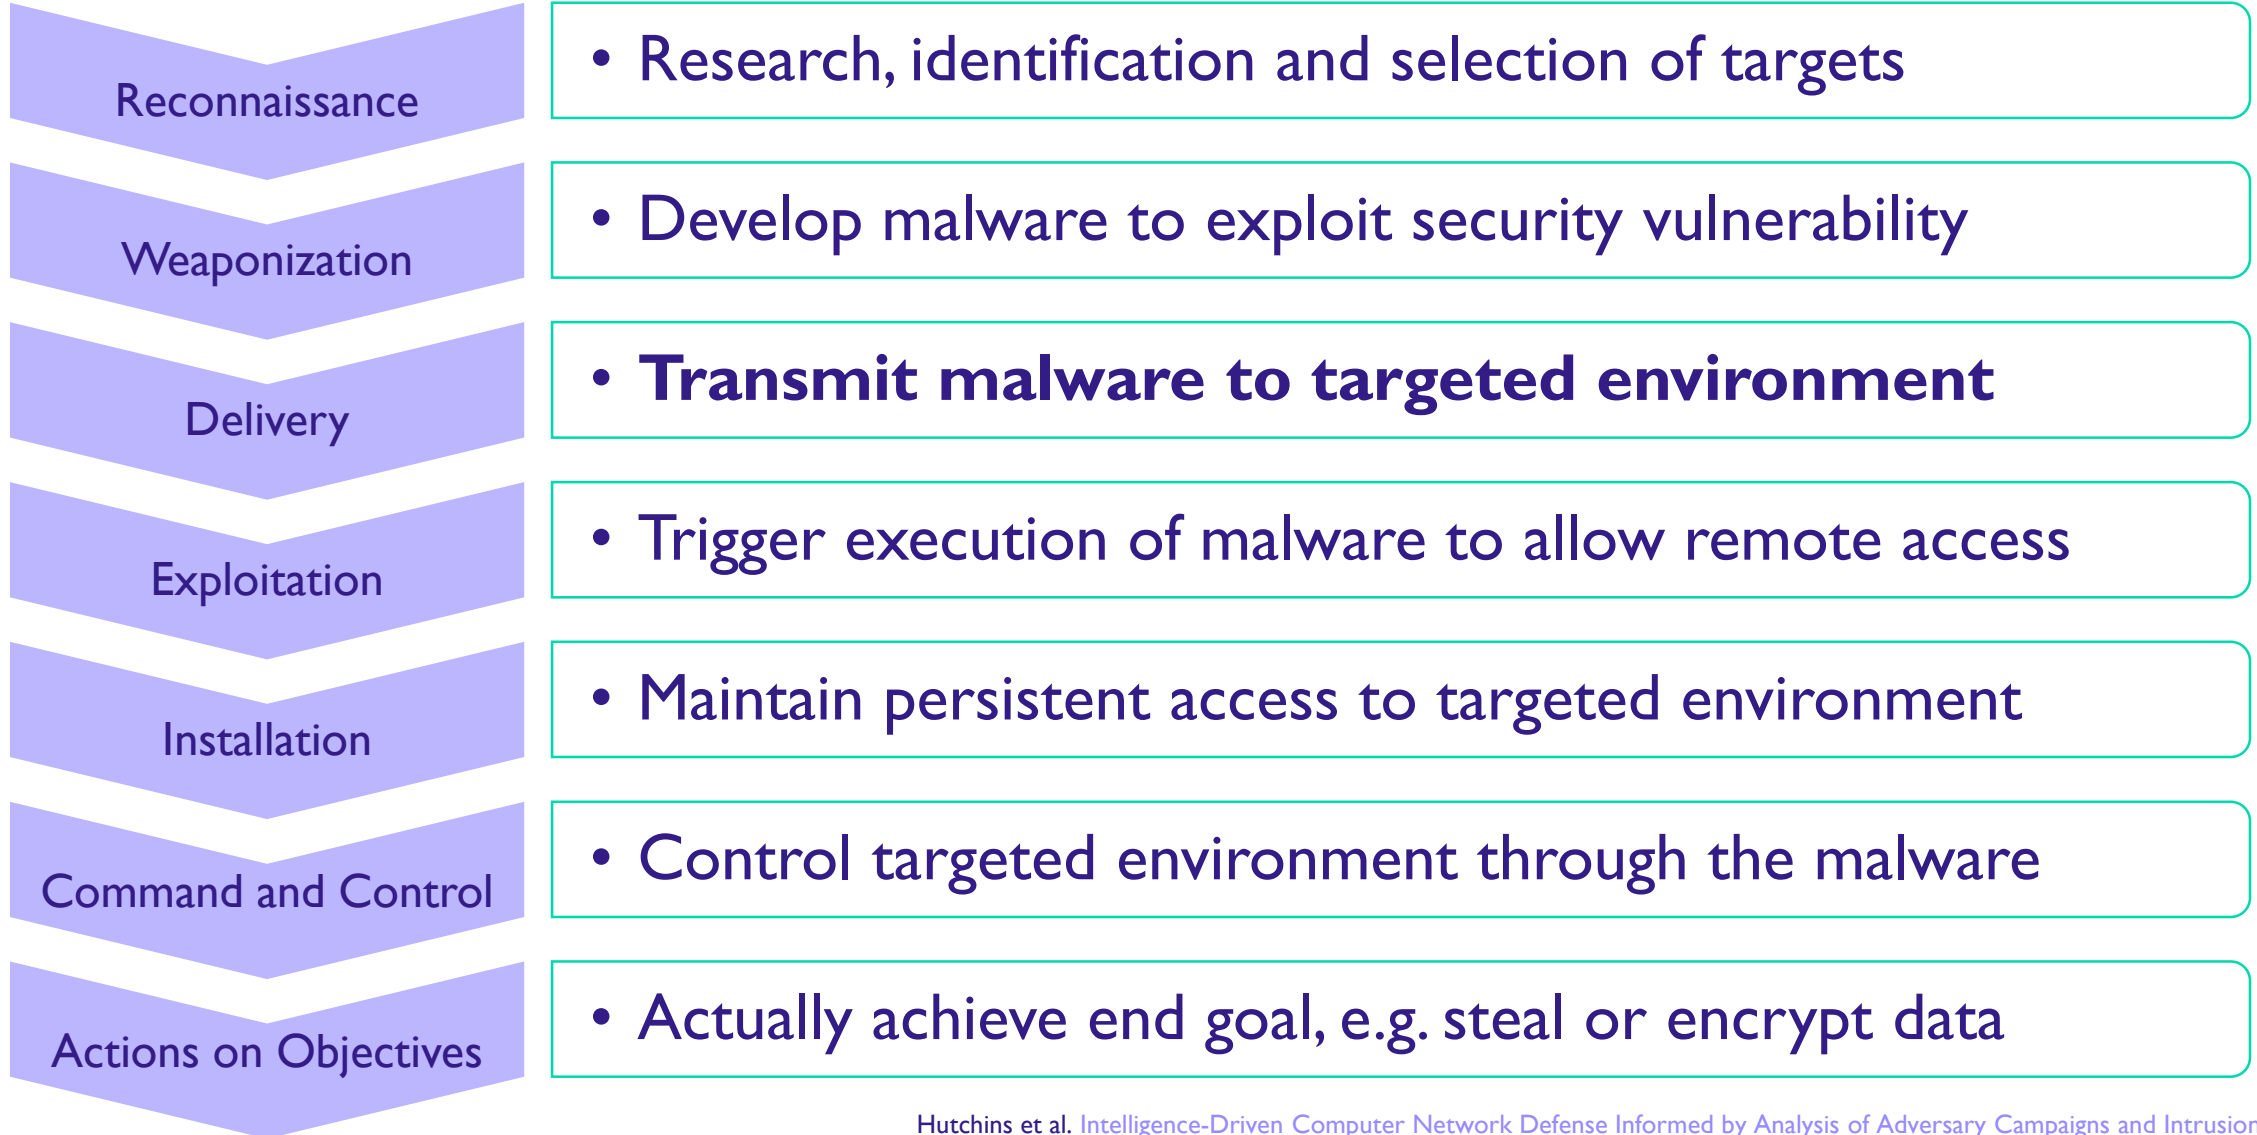 Reconnaissance
• Research, identification and selection of targets
Weaponization
• Develop malware to exploit security vulnerability
Delivery
• Transmit malware to targeted environment
Exploitation
• Trigger execution of malware to allow remote access
Installation
• Maintain persistent access to targeted environment
Command and Control
• Control targeted environment through the malware
Actions on Objectives
• Actually achieve end goal, e.g. steal or encrypt data
Hutchins et al. Intelligence-Driven Computer Network Defense Informed by Analysis of Adversary Campaigns and Intrusion